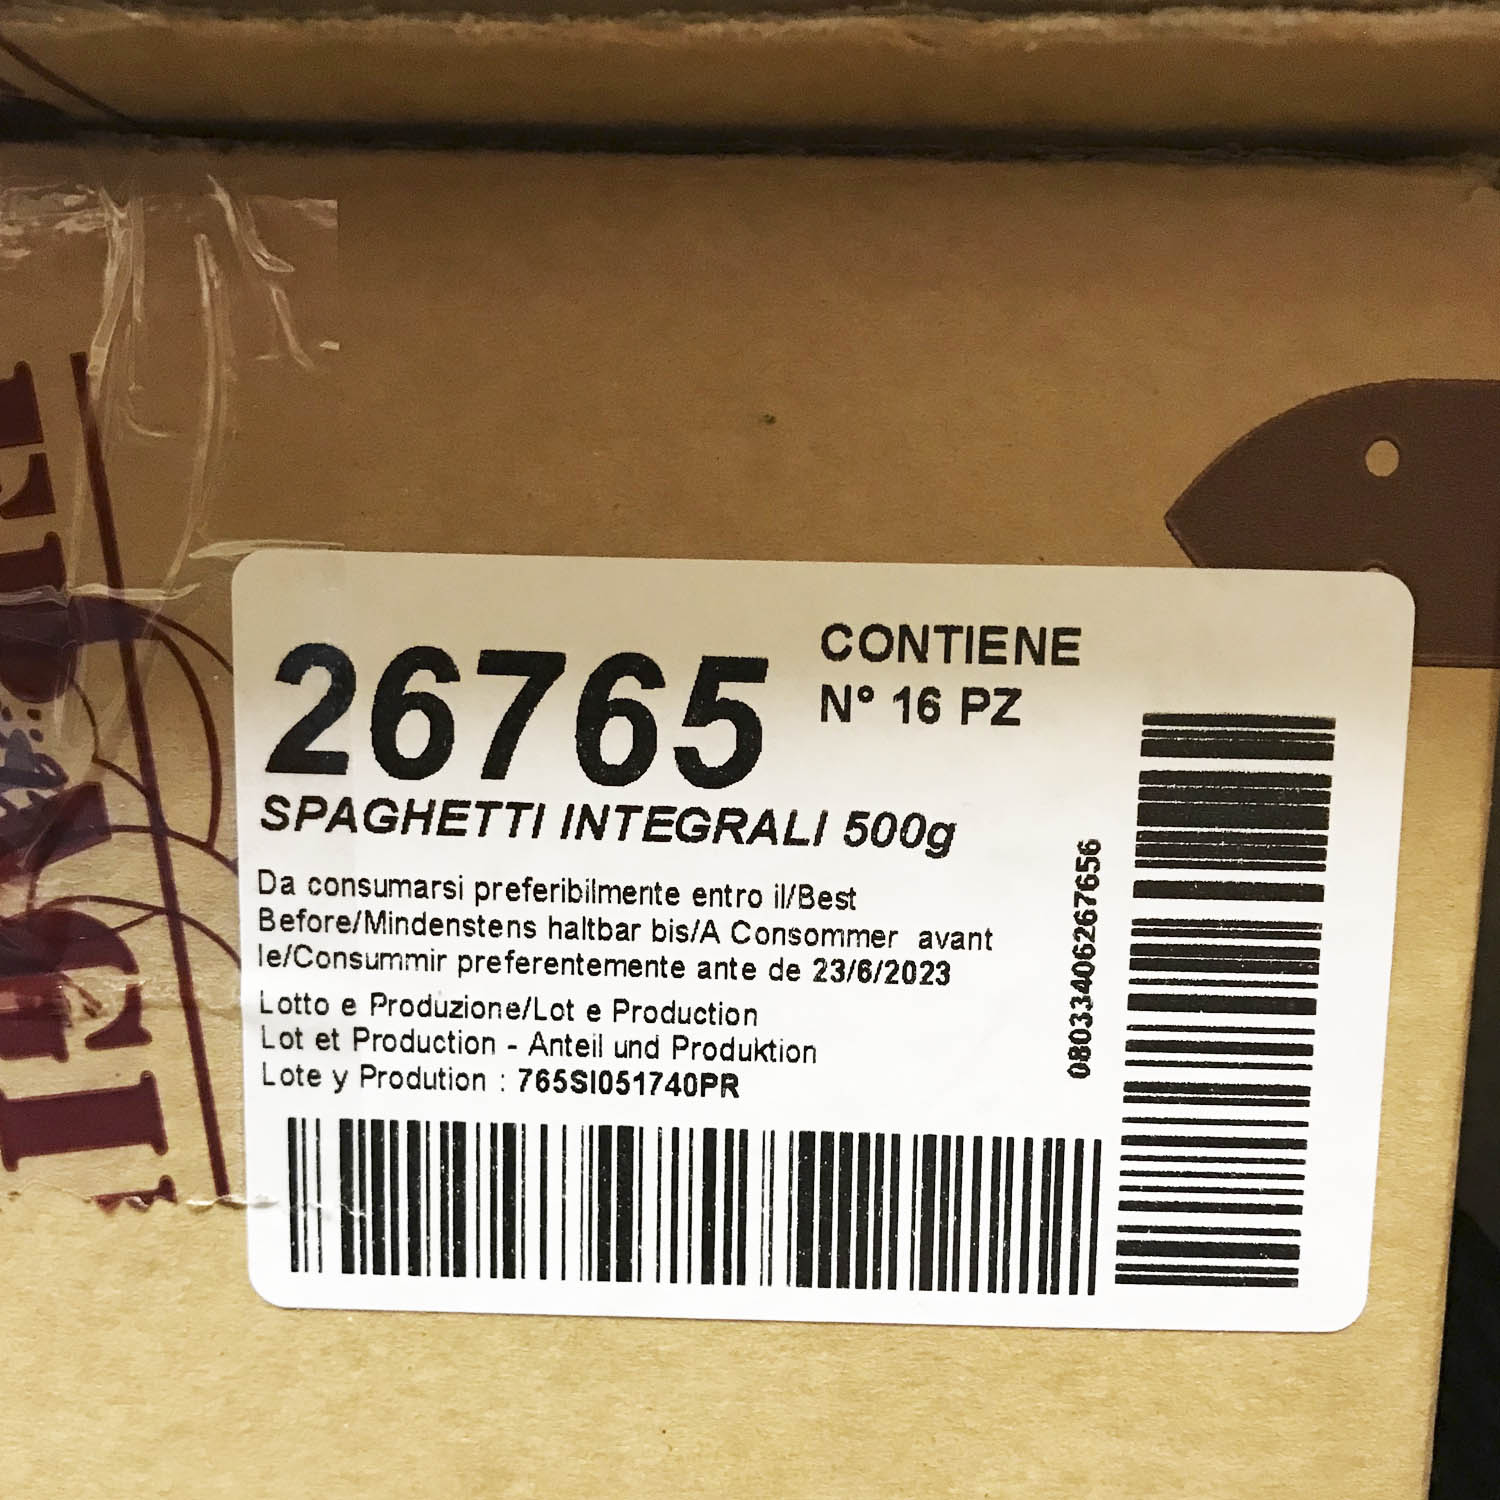 26765
CONTIENE
N° 16 PZ
SPAGHETTI INTEGRALI 500g
Da consumarsi preferibilmente entro il/Best
Before/Mindenstens haltbar bis/A Consommer avant
le/Consummir preferentemente ante de 23/6/2023
Lotto e Produzione/Lot e Production
Lot et Production - Anteil und Produktion
Lote y Prodution : 765SI051740PR
08033406267656